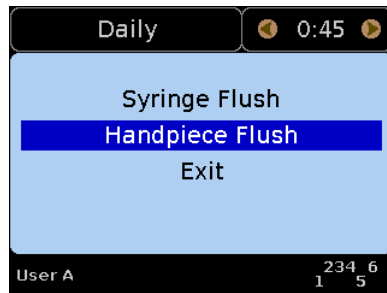 Daily 0:45
Syringe Flush
Handpiece Flush
Exit
User A 1 234 5 6